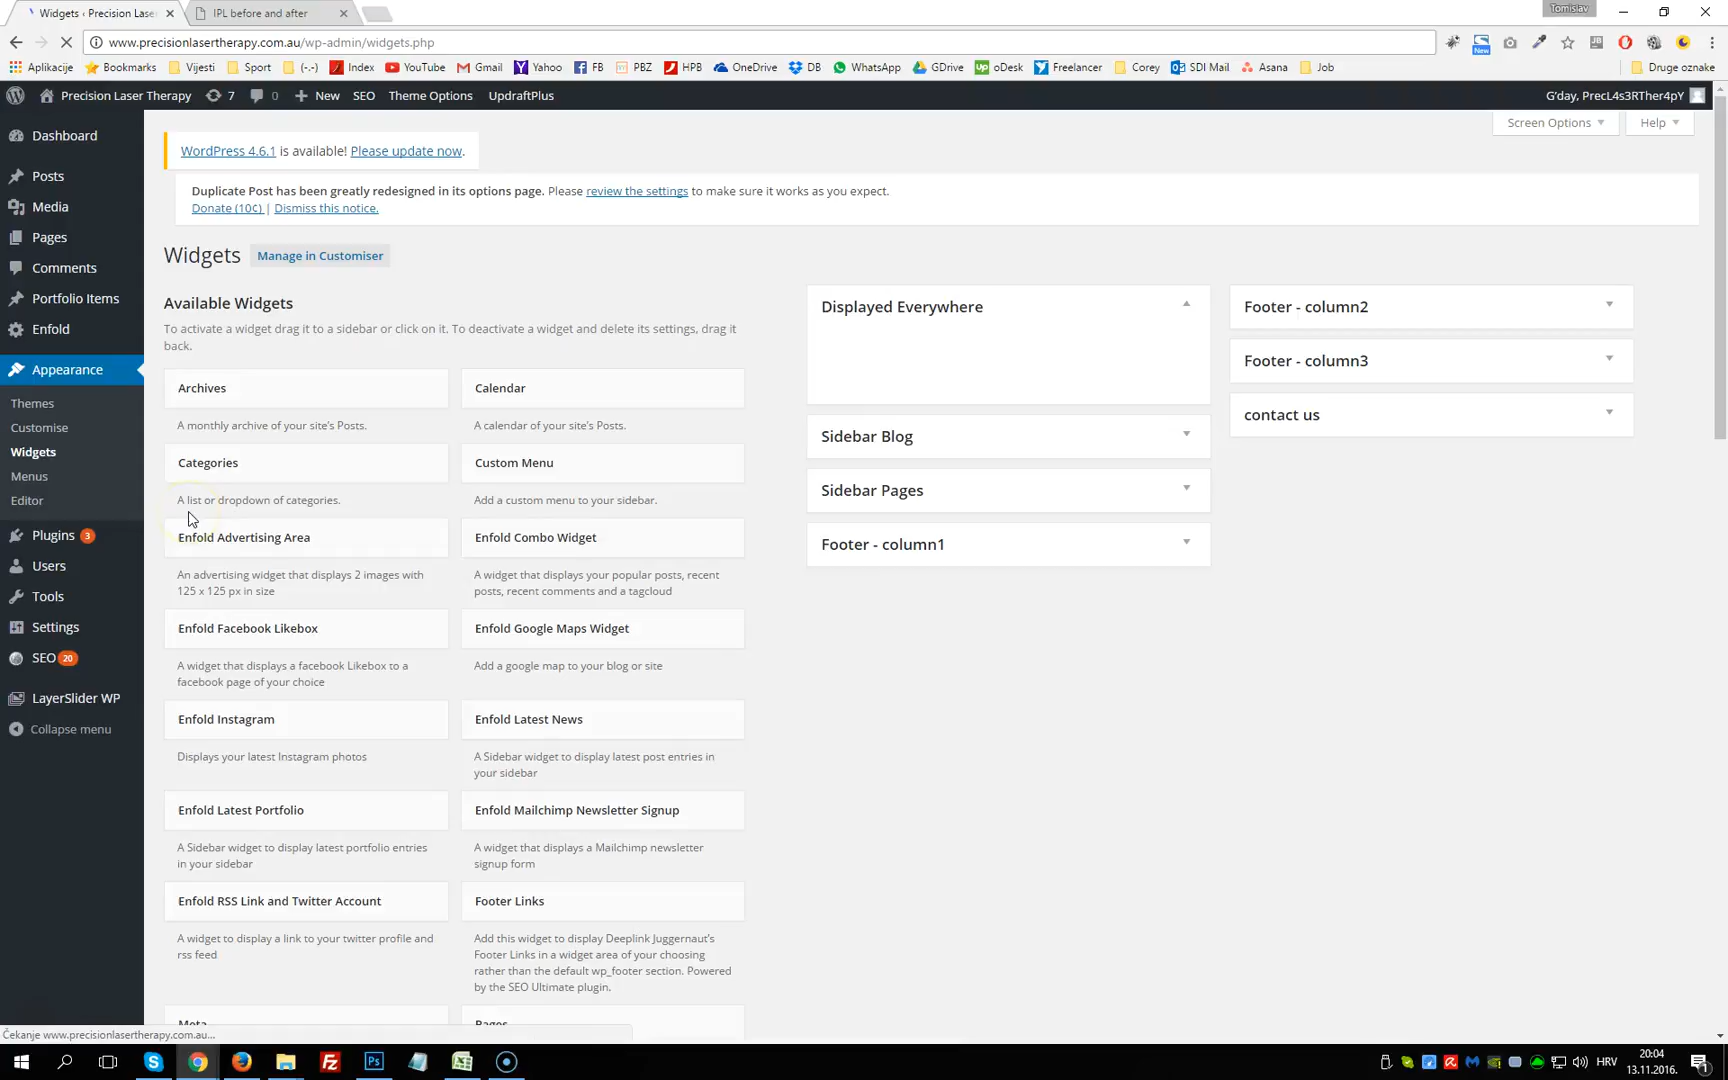 Widgets ‹ Precision Laser
IPL before and after
Tomislav
www.precisionlasertherapy.com.au/wp-admin/widgets.php
Aplikacije Bookmarks Vijesti Sport (-.-) Index YouTube Gmail Yahoo FB PBZ HPB OneDrive DB WhatsApp GDrive oDesk Freelancer Corey SDI Mail Asana Job Druge oznake
Precision Laser Therapy 7 0 New SEO Theme Options UpdraftPlus G'day, PrecL4s3RTher4pY
Screen Options Help
Dashboard
Posts
Media
Pages
Comments
Portfolio Items
Enfold
Appearance
Themes
Customise
Widgets
Menus
Editor
Plugins 3
Users
Tools
Settings
SEO 20
LayerSlider WP
Collapse menu
WordPress 4.6.1 is available! Please update now.
Duplicate Post has been greatly redesigned in its options page. Please review the settings to make sure it works as you expect.
Donate (10¢) | Dismiss this notice.
Widgets Manage in Customiser
Available Widgets
To activate a widget drag it to a sidebar or click on it. To deactivate a widget and delete its settings, drag it
back.
Archives
A monthly archive of your site's Posts.
Calendar
A calendar of your site's Posts.
Categories
A list or dropdown of categories.
Custom Menu
Add a custom menu to your sidebar.
Enfold Advertising Area
An advertising widget that displays 2 images with
125 x 125 px in size
Enfold Combo Widget
A widget that displays your popular posts, recent
posts, recent comments and a tagcloud
Enfold Facebook Likebox
A widget that displays a facebook Likebox to a
facebook page of your choice
Enfold Google Maps Widget
Add a google map to your blog or site
Enfold Instagram
Displays your latest Instagram photos
Enfold Latest News
A Sidebar widget to display latest post entries in
your sidebar
Enfold Latest Portfolio
A Sidebar widget to display latest portfolio entries
in your sidebar
Enfold Mailchimp Newsletter Signup
A widget that displays a Mailchimp newsletter
signup form
Enfold RSS Link and Twitter Account
A widget to display a link to your twitter profile and
rss feed
Footer Links
Add this widget to display Deeplink Juggernaut's
Footer Links in a widget area of your choosing
rather than the default wp_footer section. Powered
by the SEO Ultimate plugin.
Meta
Pages
Displayed Everywhere
Sidebar Blog
Sidebar Pages
Footer - column1
Footer - column2
Footer - column3
contact us
Čekanje www.precisionlasertherapy.com.au...
HRV
20:04
13.11.2016.